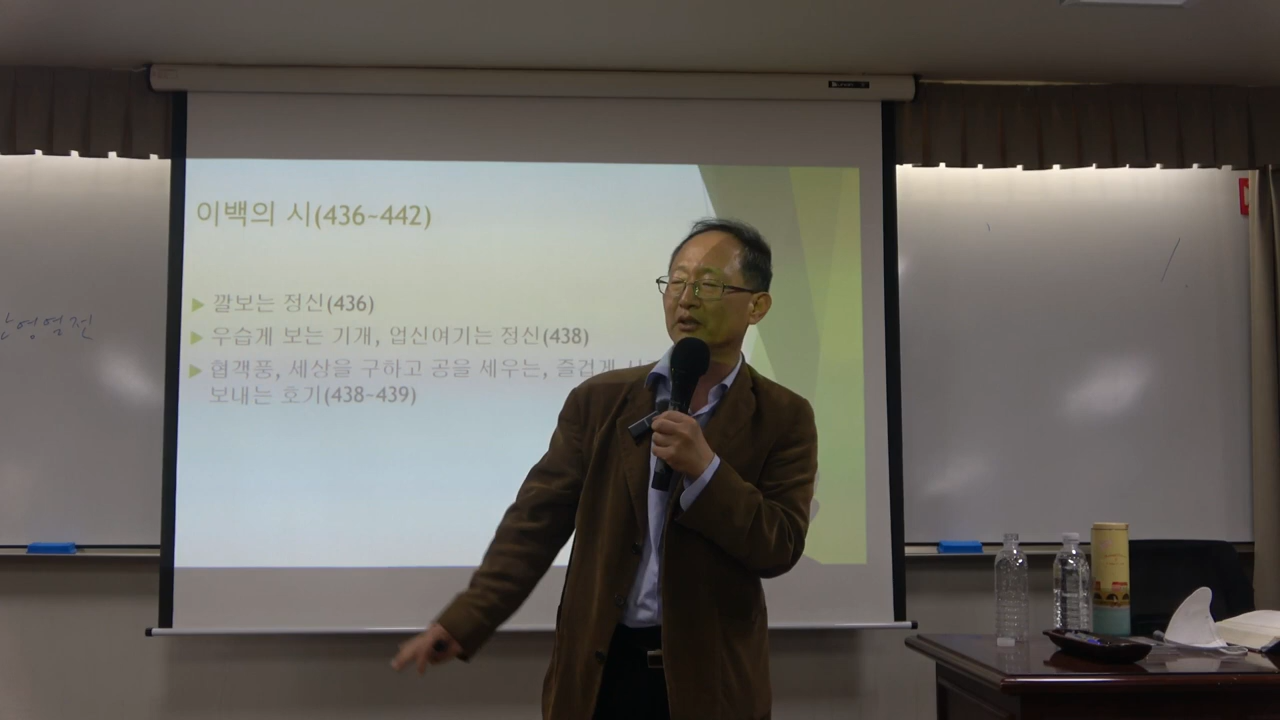 이백의 시(436~442)
▶ 깔보는 정신(436)
▶ 우습게 보는 기개, 업신여기는 정신(438)
▶ 협객풍, 세상을 구하고 공을 세우는, 즐겁게
보내는 호기(438~439)